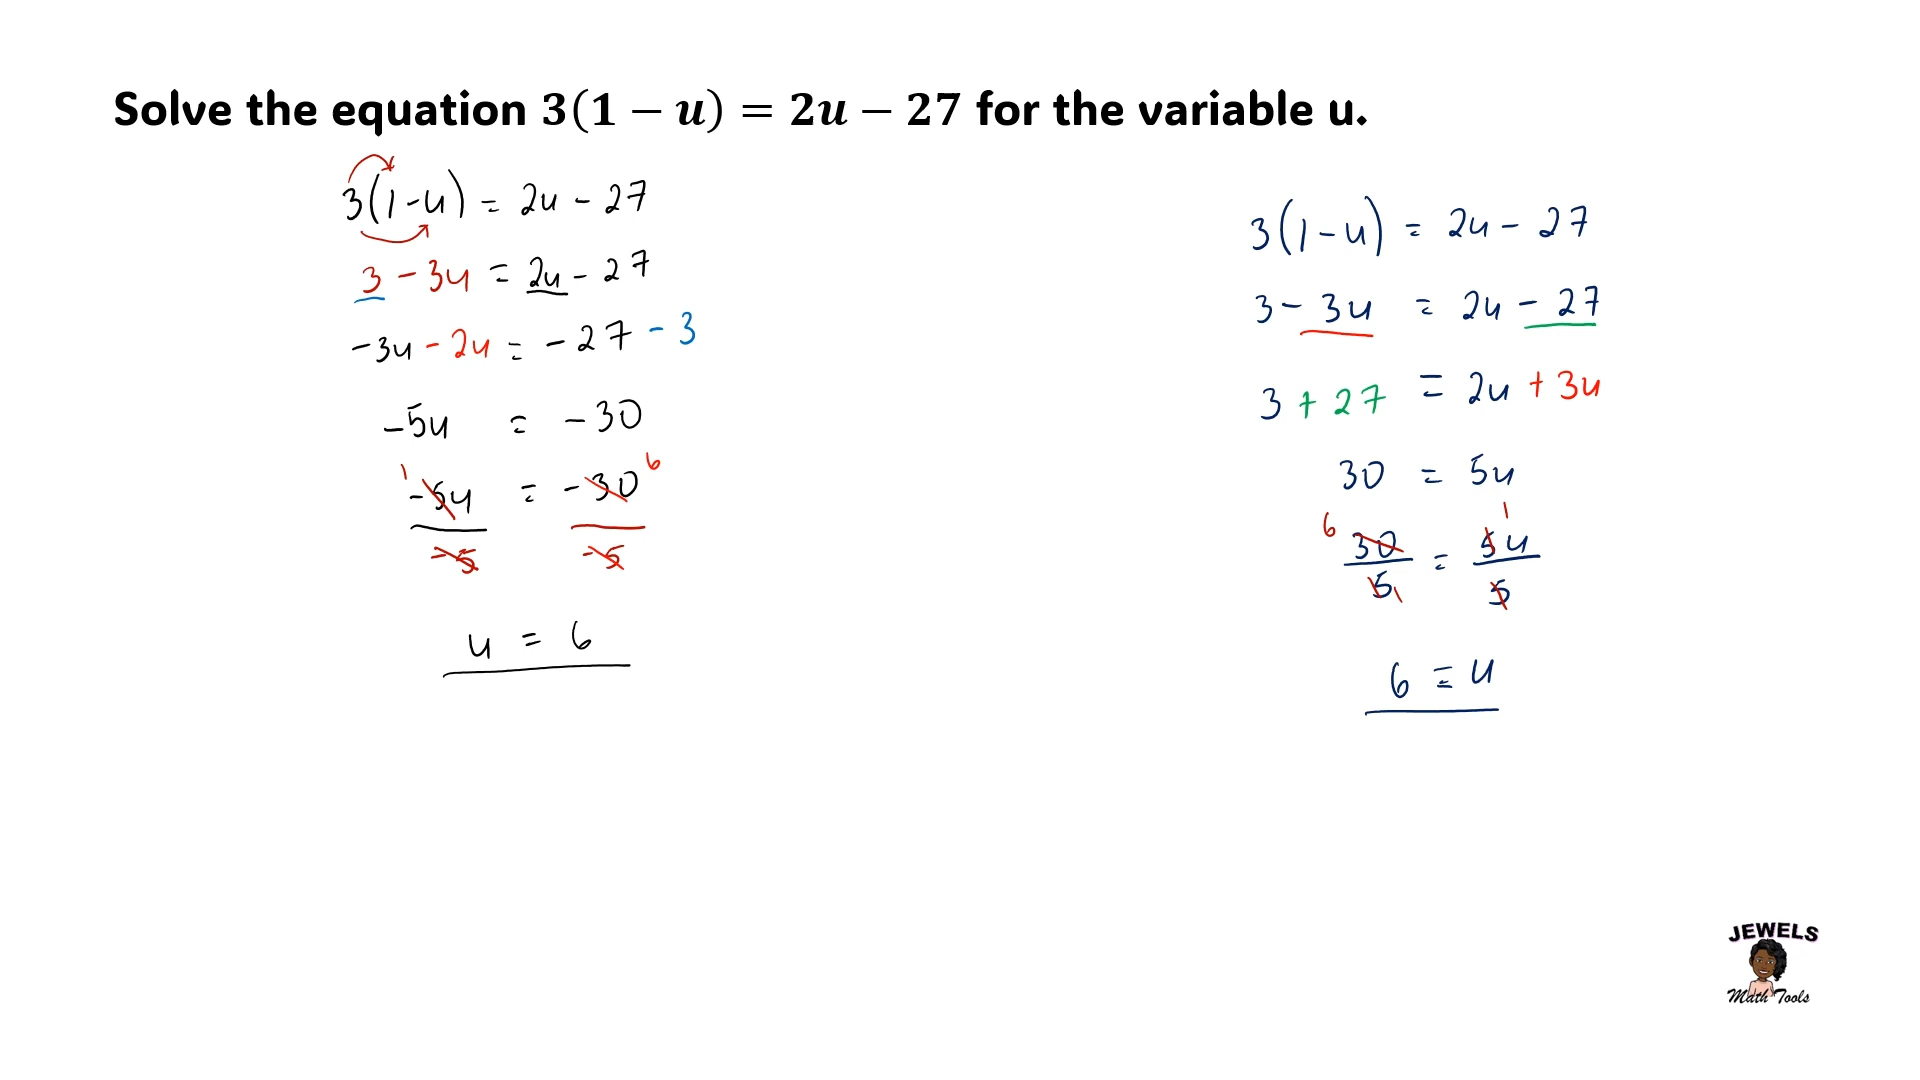 Solve the equation 3(1 − u) = 2u − 27 for the variable u.
3(1-u) = 2u - 27
3 - 3u = 2u - 27
-3u - 2u = -27 - 3
-5u = -30
1 6
-5u = -30
-5 -5
u = 6
3(1-u) = 2u - 27
3 - 3u = 2u - 27
3 + 27 = 2u + 3u
30 = 5u
6 1
30 = 5u
5 1 5
6 = u
JEWELS
Math Tools